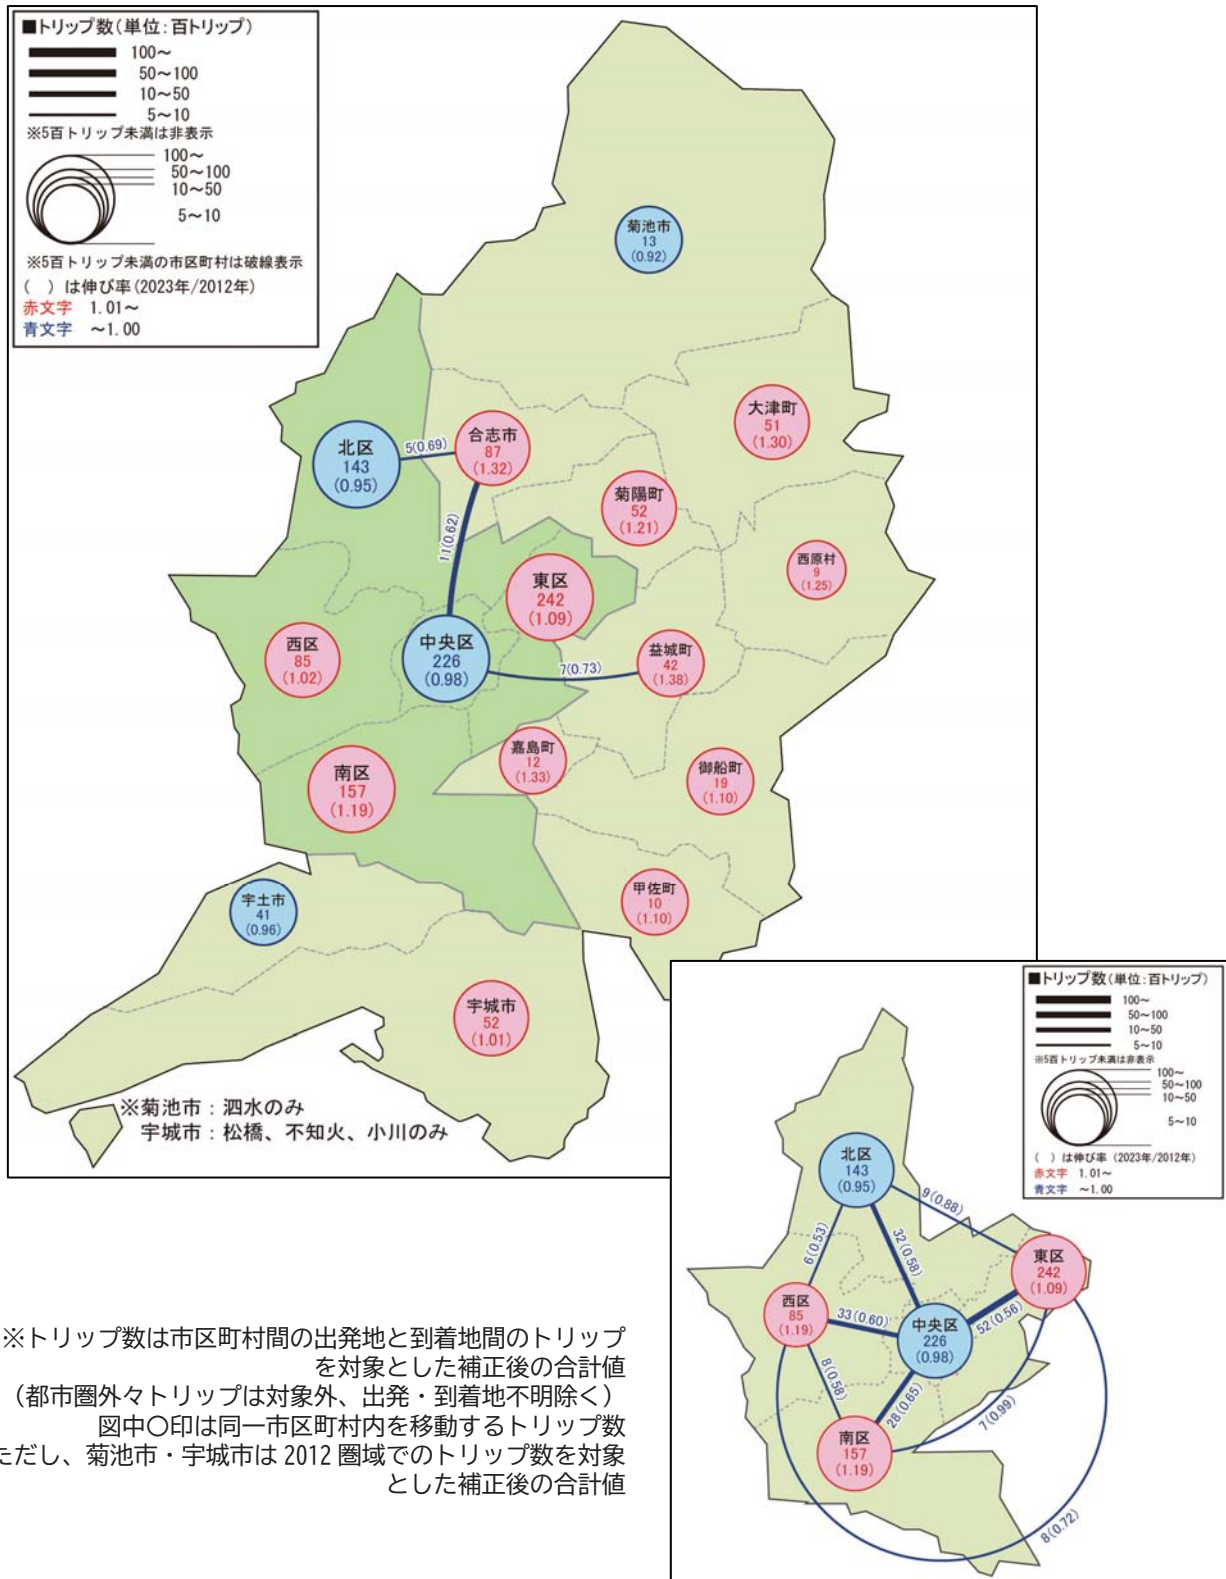 ■トリップ数(単位:百トリップ)
100～
50～100
10～50
5～10
※5百トリップ未満は非表示
100～
50～100
10～50
5～10
※5百トリップ未満の市区町村は破線表示
( )は伸び率(2023年/2012年)
赤文字 1.01～
青文字 ～1.00
菊池市
13
(0.92)
大津町
51
(1.30)
合志市
87
(1.32)
5(0.69)
北区
143
(0.95)
菊陽町
52
(1.21)
11(0.62)
西原村
9
(1.25)
東区
242
(1.09)
西区
85
(1.02)
中央区
226
(0.98)
7(0.73)
益城町
42
(1.38)
嘉島町
12
(1.33)
御船町
19
(1.10)
南区
157
(1.19)
甲佐町
10
(1.10)
宇土市
41
(0.96)
宇城市
52
(1.01)
※菊池市:泗水のみ
宇城市:松橋、不知火、小川のみ
■トリップ数(単位:百トリップ)
100～
50～100
10～50
5～10
※5百トリップ未満は非表示
100～
50～100
10～50
5～10
( )は伸び率(2023年/2012年)
赤文字 1.01～
青文字 ～1.00
北区
143
(0.95)
9(0.88)
6(0.53)
32(0.58)
東区
242
(1.09)
西区
85
(1.19)
33(0.60)
中央区
226
(0.98)
52(0.56)
8(0.58)
28(0.65)
7(0.99)
南区
157
(1.19)
8(0.72)
※トリップ数は市区町村間の出発地と到着地間のトリップ
を対象とした補正後の合計値
(都市圏外々トリップは対象外、出発・到着地不明除く)
図中〇印は同一市区町村内を移動するトリップ数
ただし、菊池市・宇城市は2012圏域でのトリップ数を対象
とした補正後の合計値